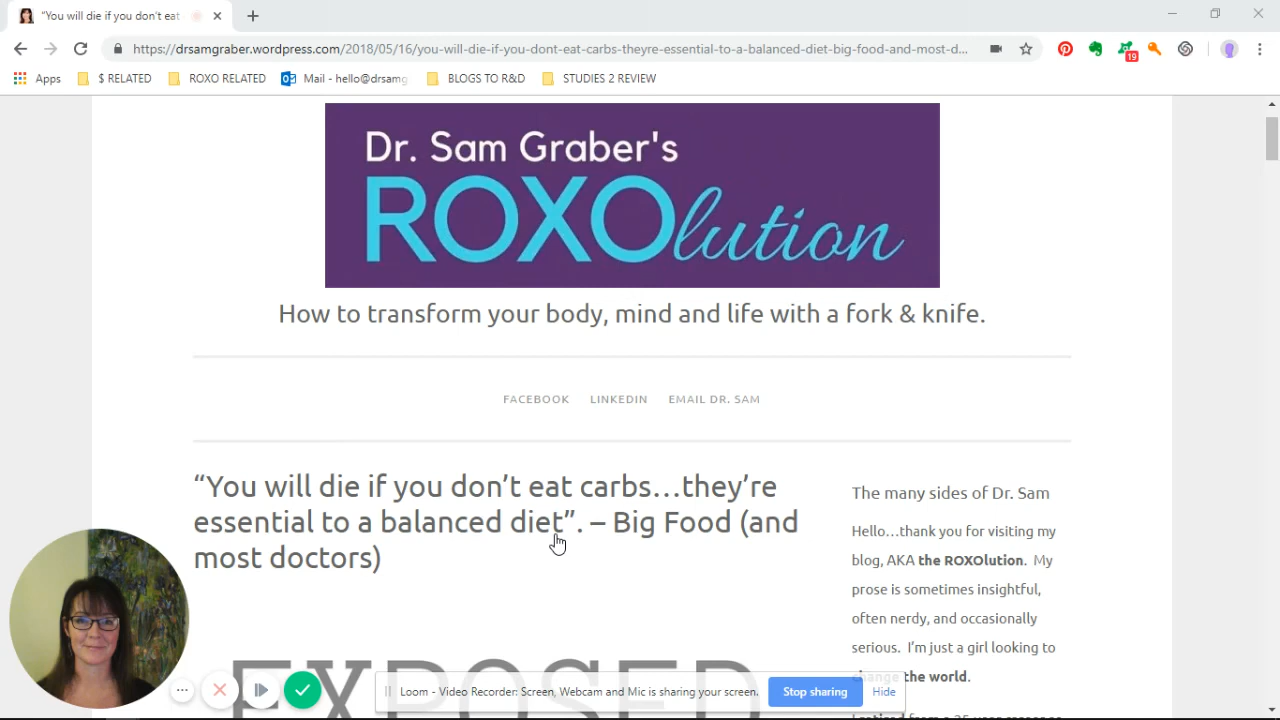 "You will die if you don't eat
https://drsamgraber.wordpress.com/2018/05/16/you-will-die-if-you-dont-eat-carbs-theyre-essential-to-a-balanced-diet-big-food-and-most-d...
19
Apps $ RELATED ROXO RELATED Mail - hello@drsamg BLOGS TO R&D STUDIES 2 REVIEW
Dr. Sam Graber's
ROXOlution
How to transform your body, mind and life with a fork & knife.
FACEBOOK LINKEDIN EMAIL DR. SAM
“You will die if you don’t eat carbs…they’re
essential to a balanced diet”. – Big Food (and
most doctors)
The many sides of Dr. Sam
Hello…thank you for visiting my
blog, AKA the ROXOlution. My
prose is sometimes insightful,
often nerdy, and occasionally
serious. I’m just a girl looking to
change the world.
EXPOSED
Loom - Video Recorder: Screen, Webcam and Mic is sharing your screen. Stop sharing Hide